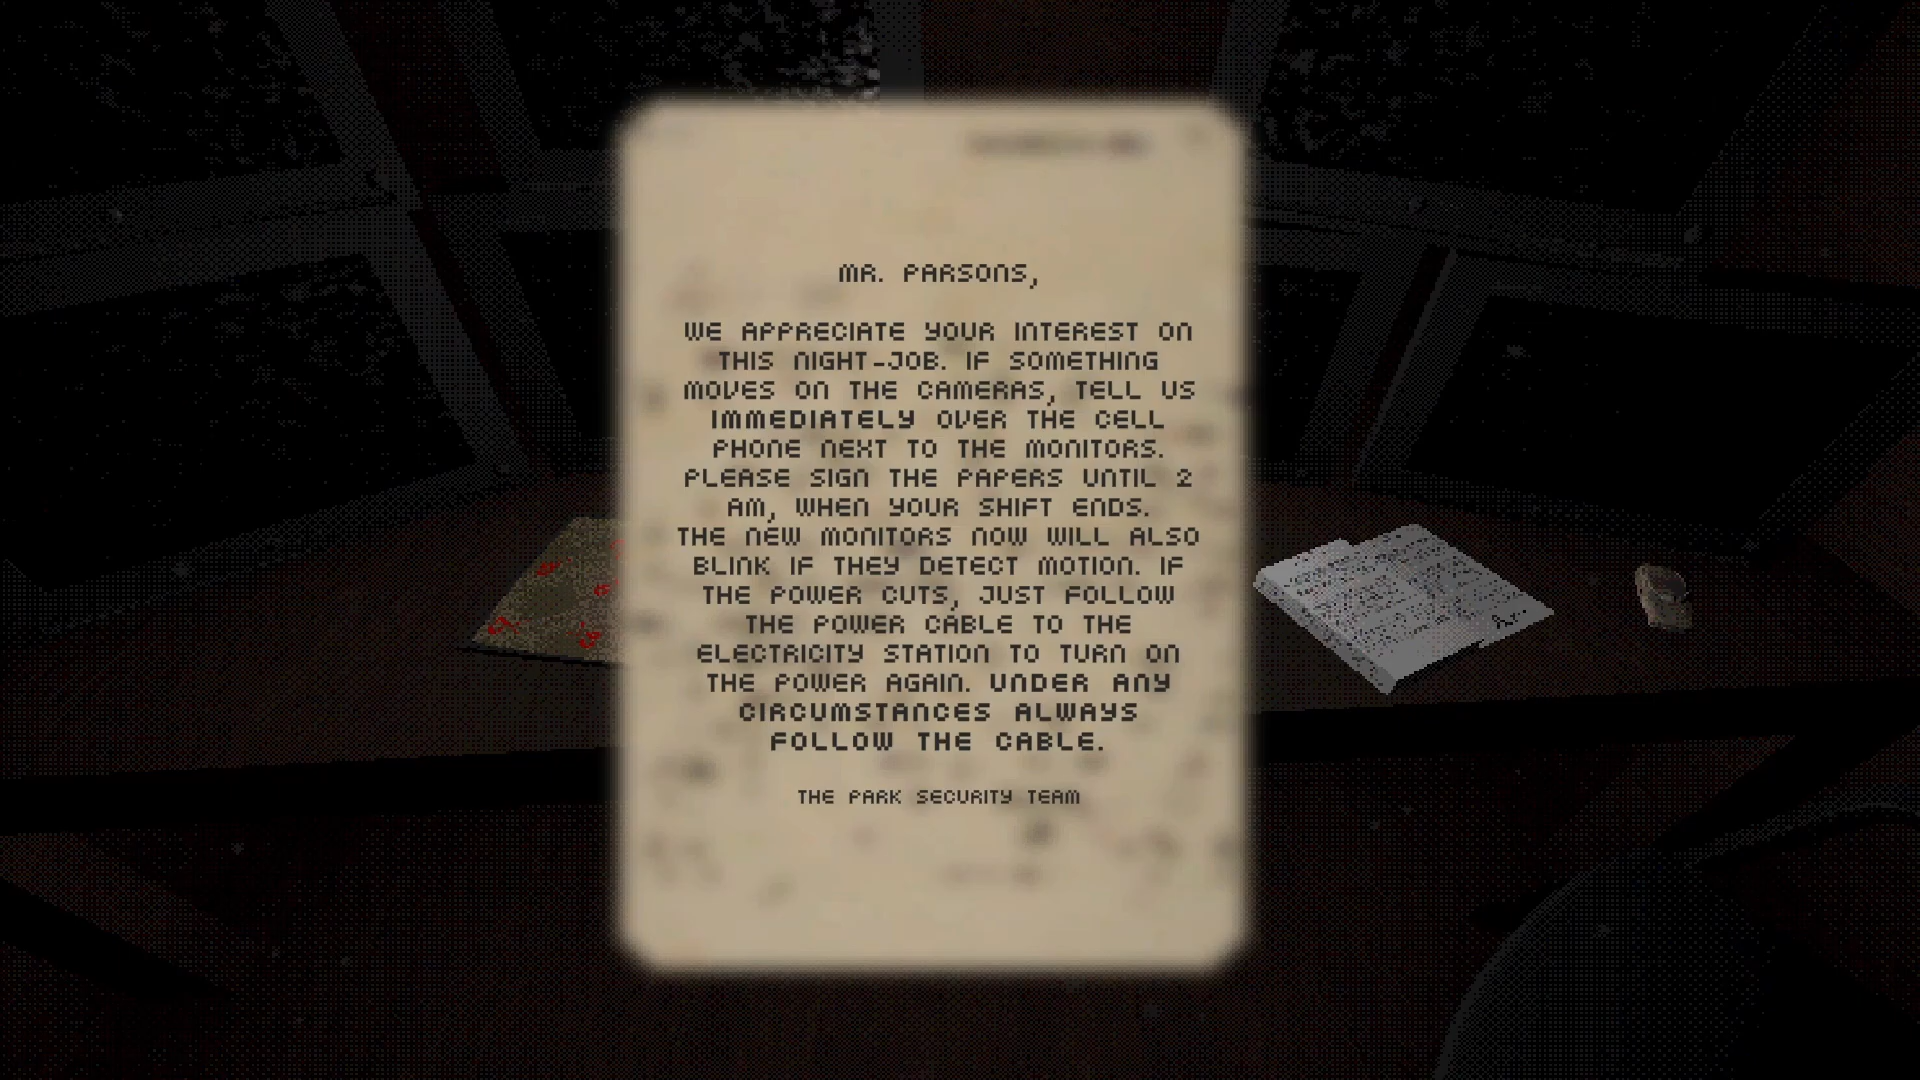 MR. PARSONS,
WE APPRECIATE YOUR INTEREST ON
THIS NIGHT-JOB. IF SOMETHING
MOVES ON THE CAMERAS, TELL US
IMMEDIATELY OVER THE CELL
PHONE NEXT TO THE MONITORS.
PLEASE SIGN THE PAPERS UNTIL 2
AM, WHEN YOUR SHIFT ENDS.
THE NEW MONITORS NOW WILL ALSO
BLINK IF THEY DETECT MOTION. IF
THE POWER CUTS, JUST FOLLOW
THE POWER CABLE TO THE
ELECTRICITY STATION TO TURN ON
THE POWER AGAIN. UNDER ANY
CIRCUMSTANCES ALWAYS
FOLLOW THE CABLE.
THE PARK SECURITY TEAM